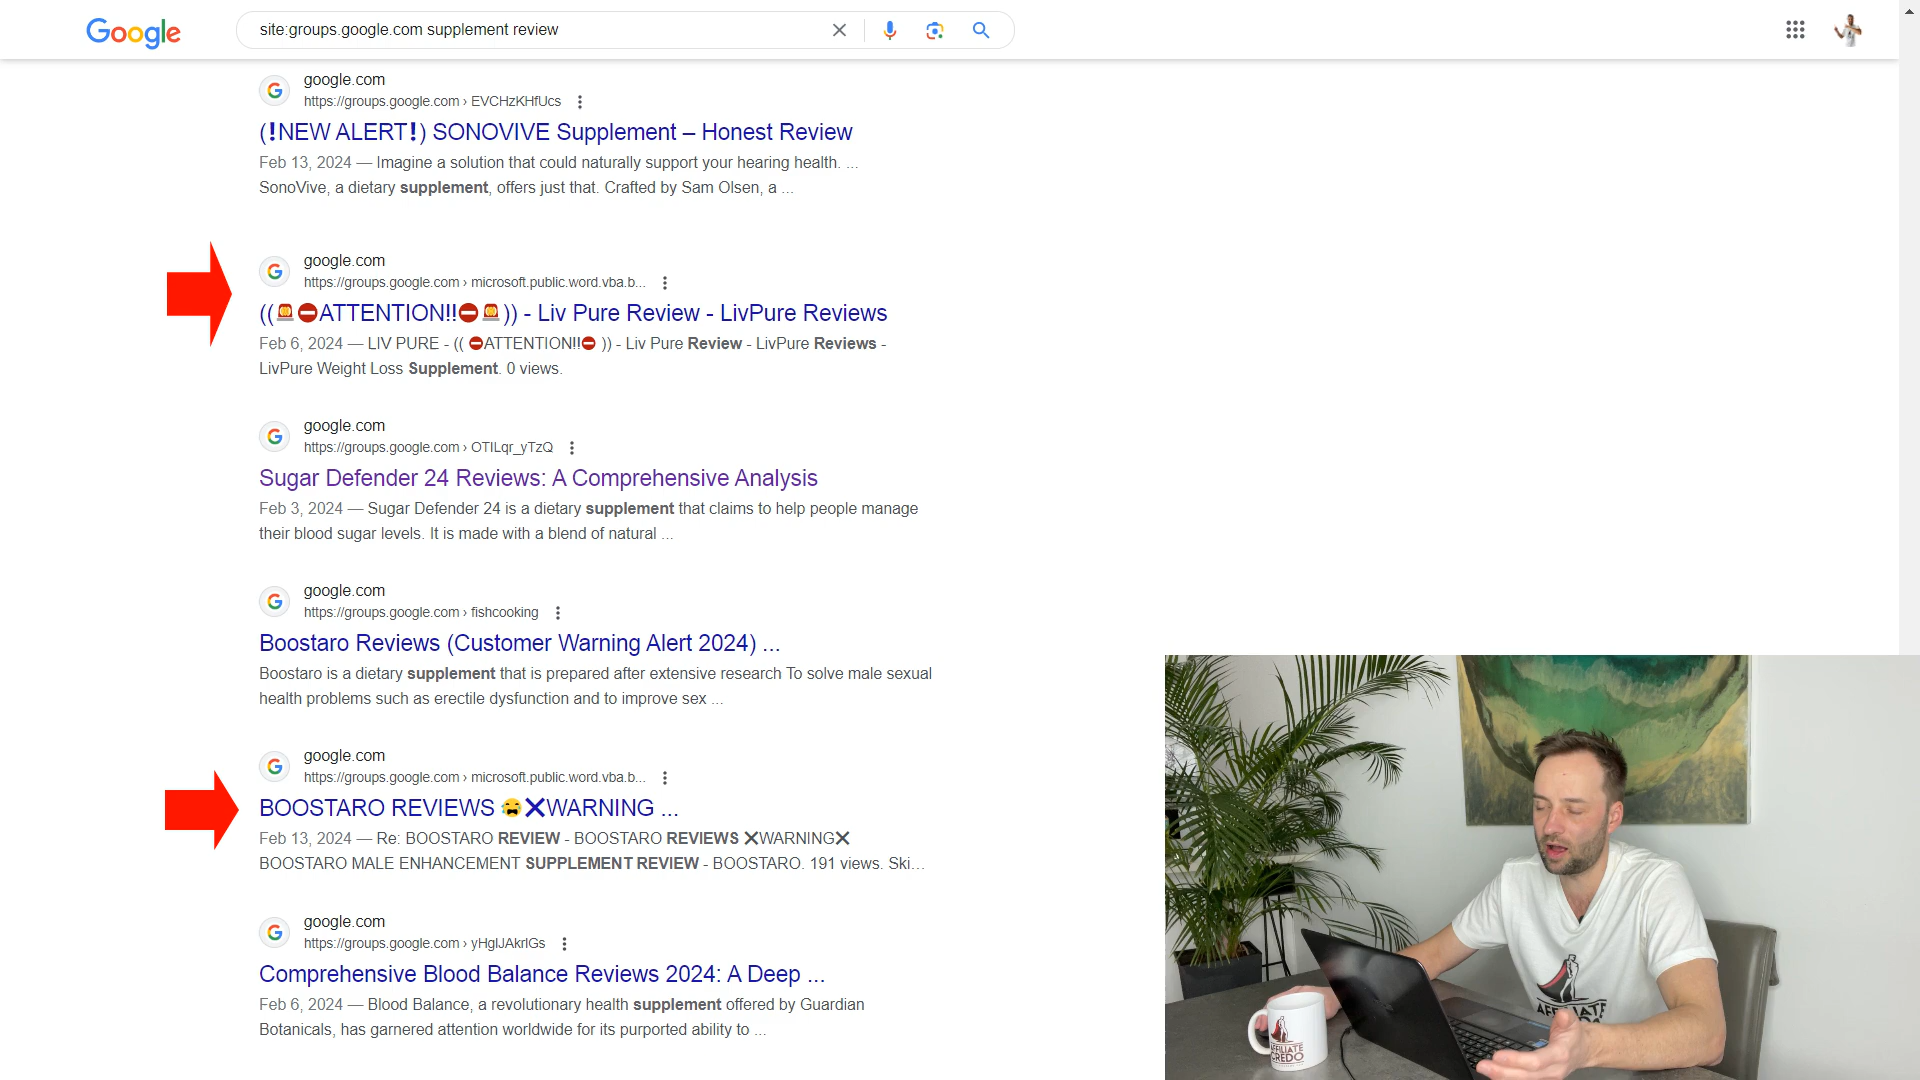 Google
site:groups.google.com supplement review
google.com
https://groups.google.com › EVCHzKHfUcs
(❗NEW ALERT❗) SONOVIVE Supplement – Honest Review
Feb 13, 2024 — Imagine a solution that could naturally support your hearing health. ...
SonoVive, a dietary supplement, offers just that. Crafted by Sam Olsen, a ...
google.com
https://groups.google.com › microsoft.public.word.vba.b...
((🚨⛔ATTENTION!!⛔🚨)) - Liv Pure Review - LivPure Reviews
Feb 6, 2024 — LIV PURE - (( ⛔ATTENTION!!⛔ )) - Liv Pure Review - LivPure Reviews -
LivPure Weight Loss Supplement. 0 views.
google.com
https://groups.google.com › OTILqr_yTzQ
Sugar Defender 24 Reviews: A Comprehensive Analysis
Feb 3, 2024 — Sugar Defender 24 is a dietary supplement that claims to help people manage
their blood sugar levels. It is made with a blend of natural ...
google.com
https://groups.google.com › fishcooking
Boostaro Reviews (Customer Warning Alert 2024) ...
Boostaro is a dietary supplement that is prepared after extensive research To solve male sexual
health problems such as erectile dysfunction and to improve sex ...
google.com
https://groups.google.com › microsoft.public.word.vba.b...
BOOSTARO REVIEWS 😭❌WARNING ...
Feb 13, 2024 — Re: BOOSTARO REVIEW - BOOSTARO REVIEWS ❌WARNING❌
BOOSTARO MALE ENHANCEMENT SUPPLEMENT REVIEW - BOOSTARO. 191 views. Ski...
google.com
https://groups.google.com › yHglJAkrIGs
Comprehensive Blood Balance Reviews 2024: A Deep ...
Feb 6, 2024 — Blood Balance, a revolutionary health supplement offered by Guardian
Botanicals, has garnered attention worldwide for its purported ability to ...
AFFILIATE
CREDO
AFFILIATE